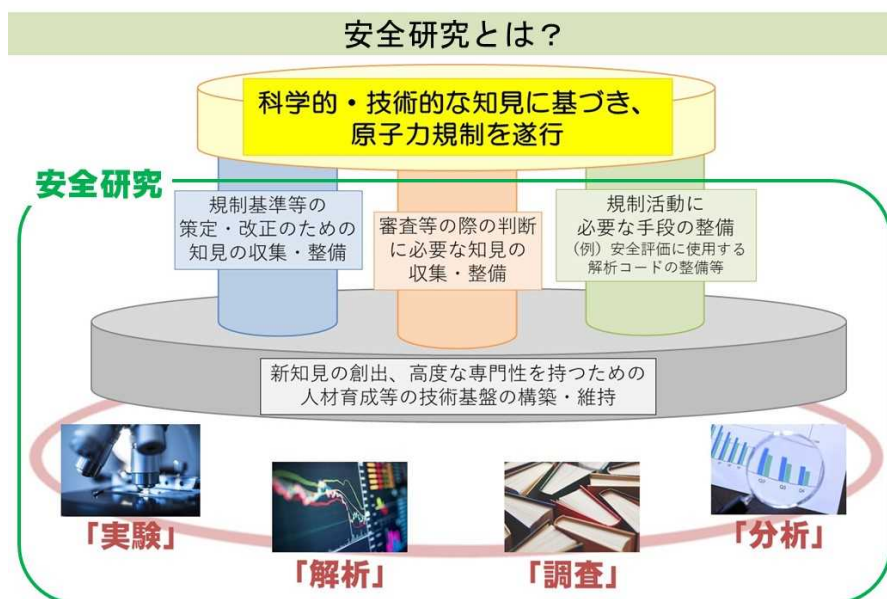 安全研究とは？
科学的・技術的な知見に基づき、
原子力規制を遂行
安全研究
規制基準等の
策定・改正のための
知見の収集・整備
審査等の際の判断
に必要な知見の
収集・整備
規制活動に
必要な手段の整備
（例）安全評価に使用する
解析コードの整備等
新知見の創出、高度な専門性を持つための
人材育成等の技術基盤の構築・維持
「実験」
「解析」
「調査」
「分析」